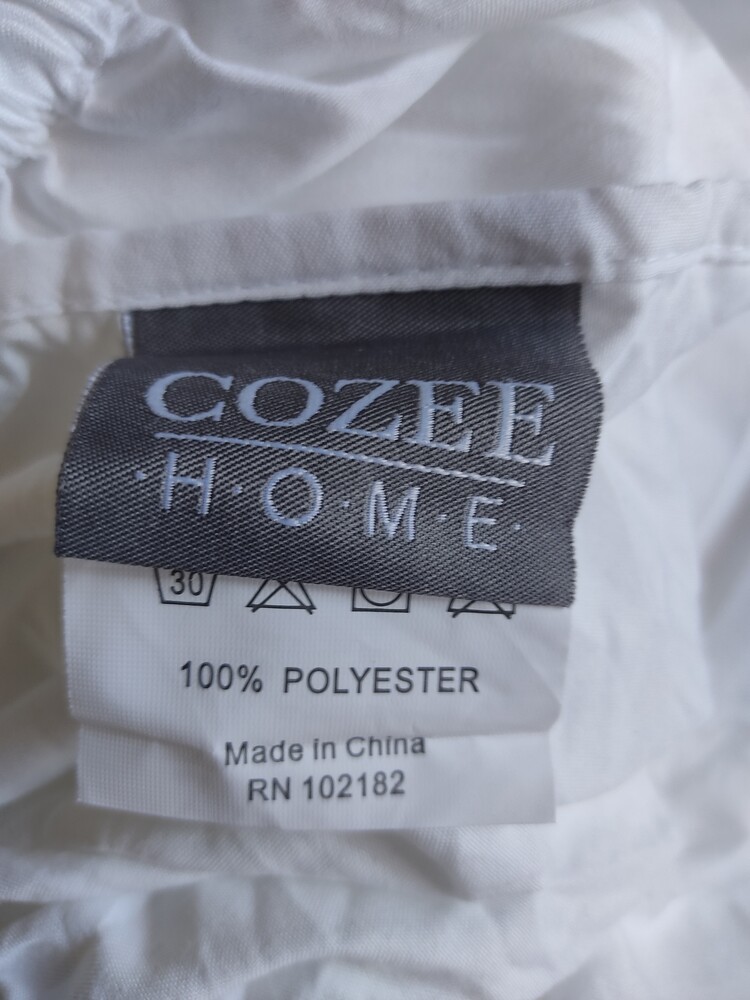 COZEE
·H·O·M·E·
30
100% POLYESTER
Made in China
RN 102182